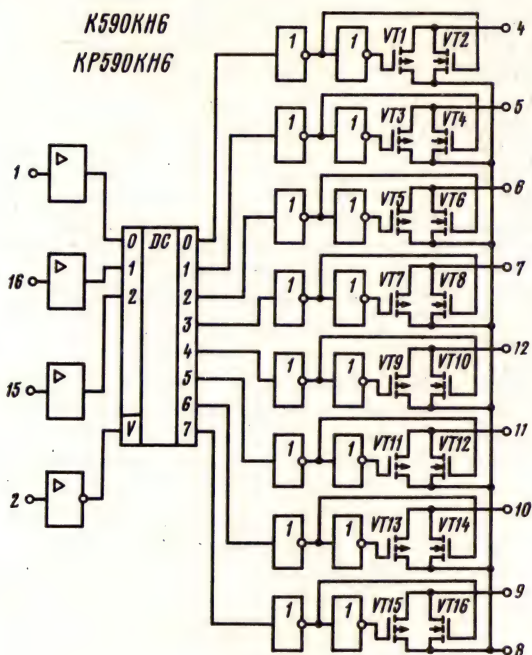 К590КН6
КР590КН6
1 1 VT1 VT2 4
1 1 VT3 VT4 5
1 ▷
1 1 VT5 VT6 6
0 DC 0
16 ▷ 1 1
2 2
1 1 VT7 VT8 7
3
4
1 1 VT9 VT10 12
15 ▷ 5
6
V 7
1 1 VT11 VT12 11
2 ▷
1 1 VT13 VT14 10
1 1 VT15 VT16 9
8